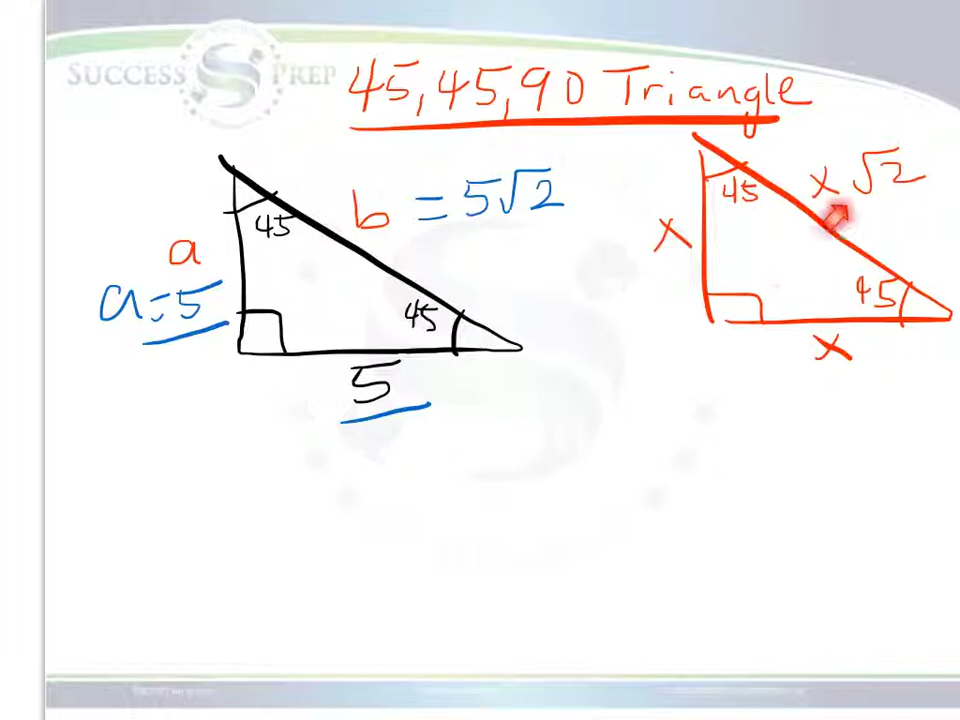 SUCCESS PREP
45,45,90 Triangle
45
b = 5√2
a
a=5
45
5
x√2
45
x
45
x